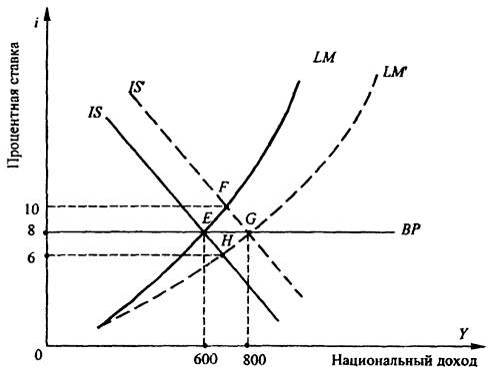 i
Процентная ставка
IS
IS'
LM
LM'
F
10
E
G
8
BP
H
6
Y
0
600
800
Национальный доход